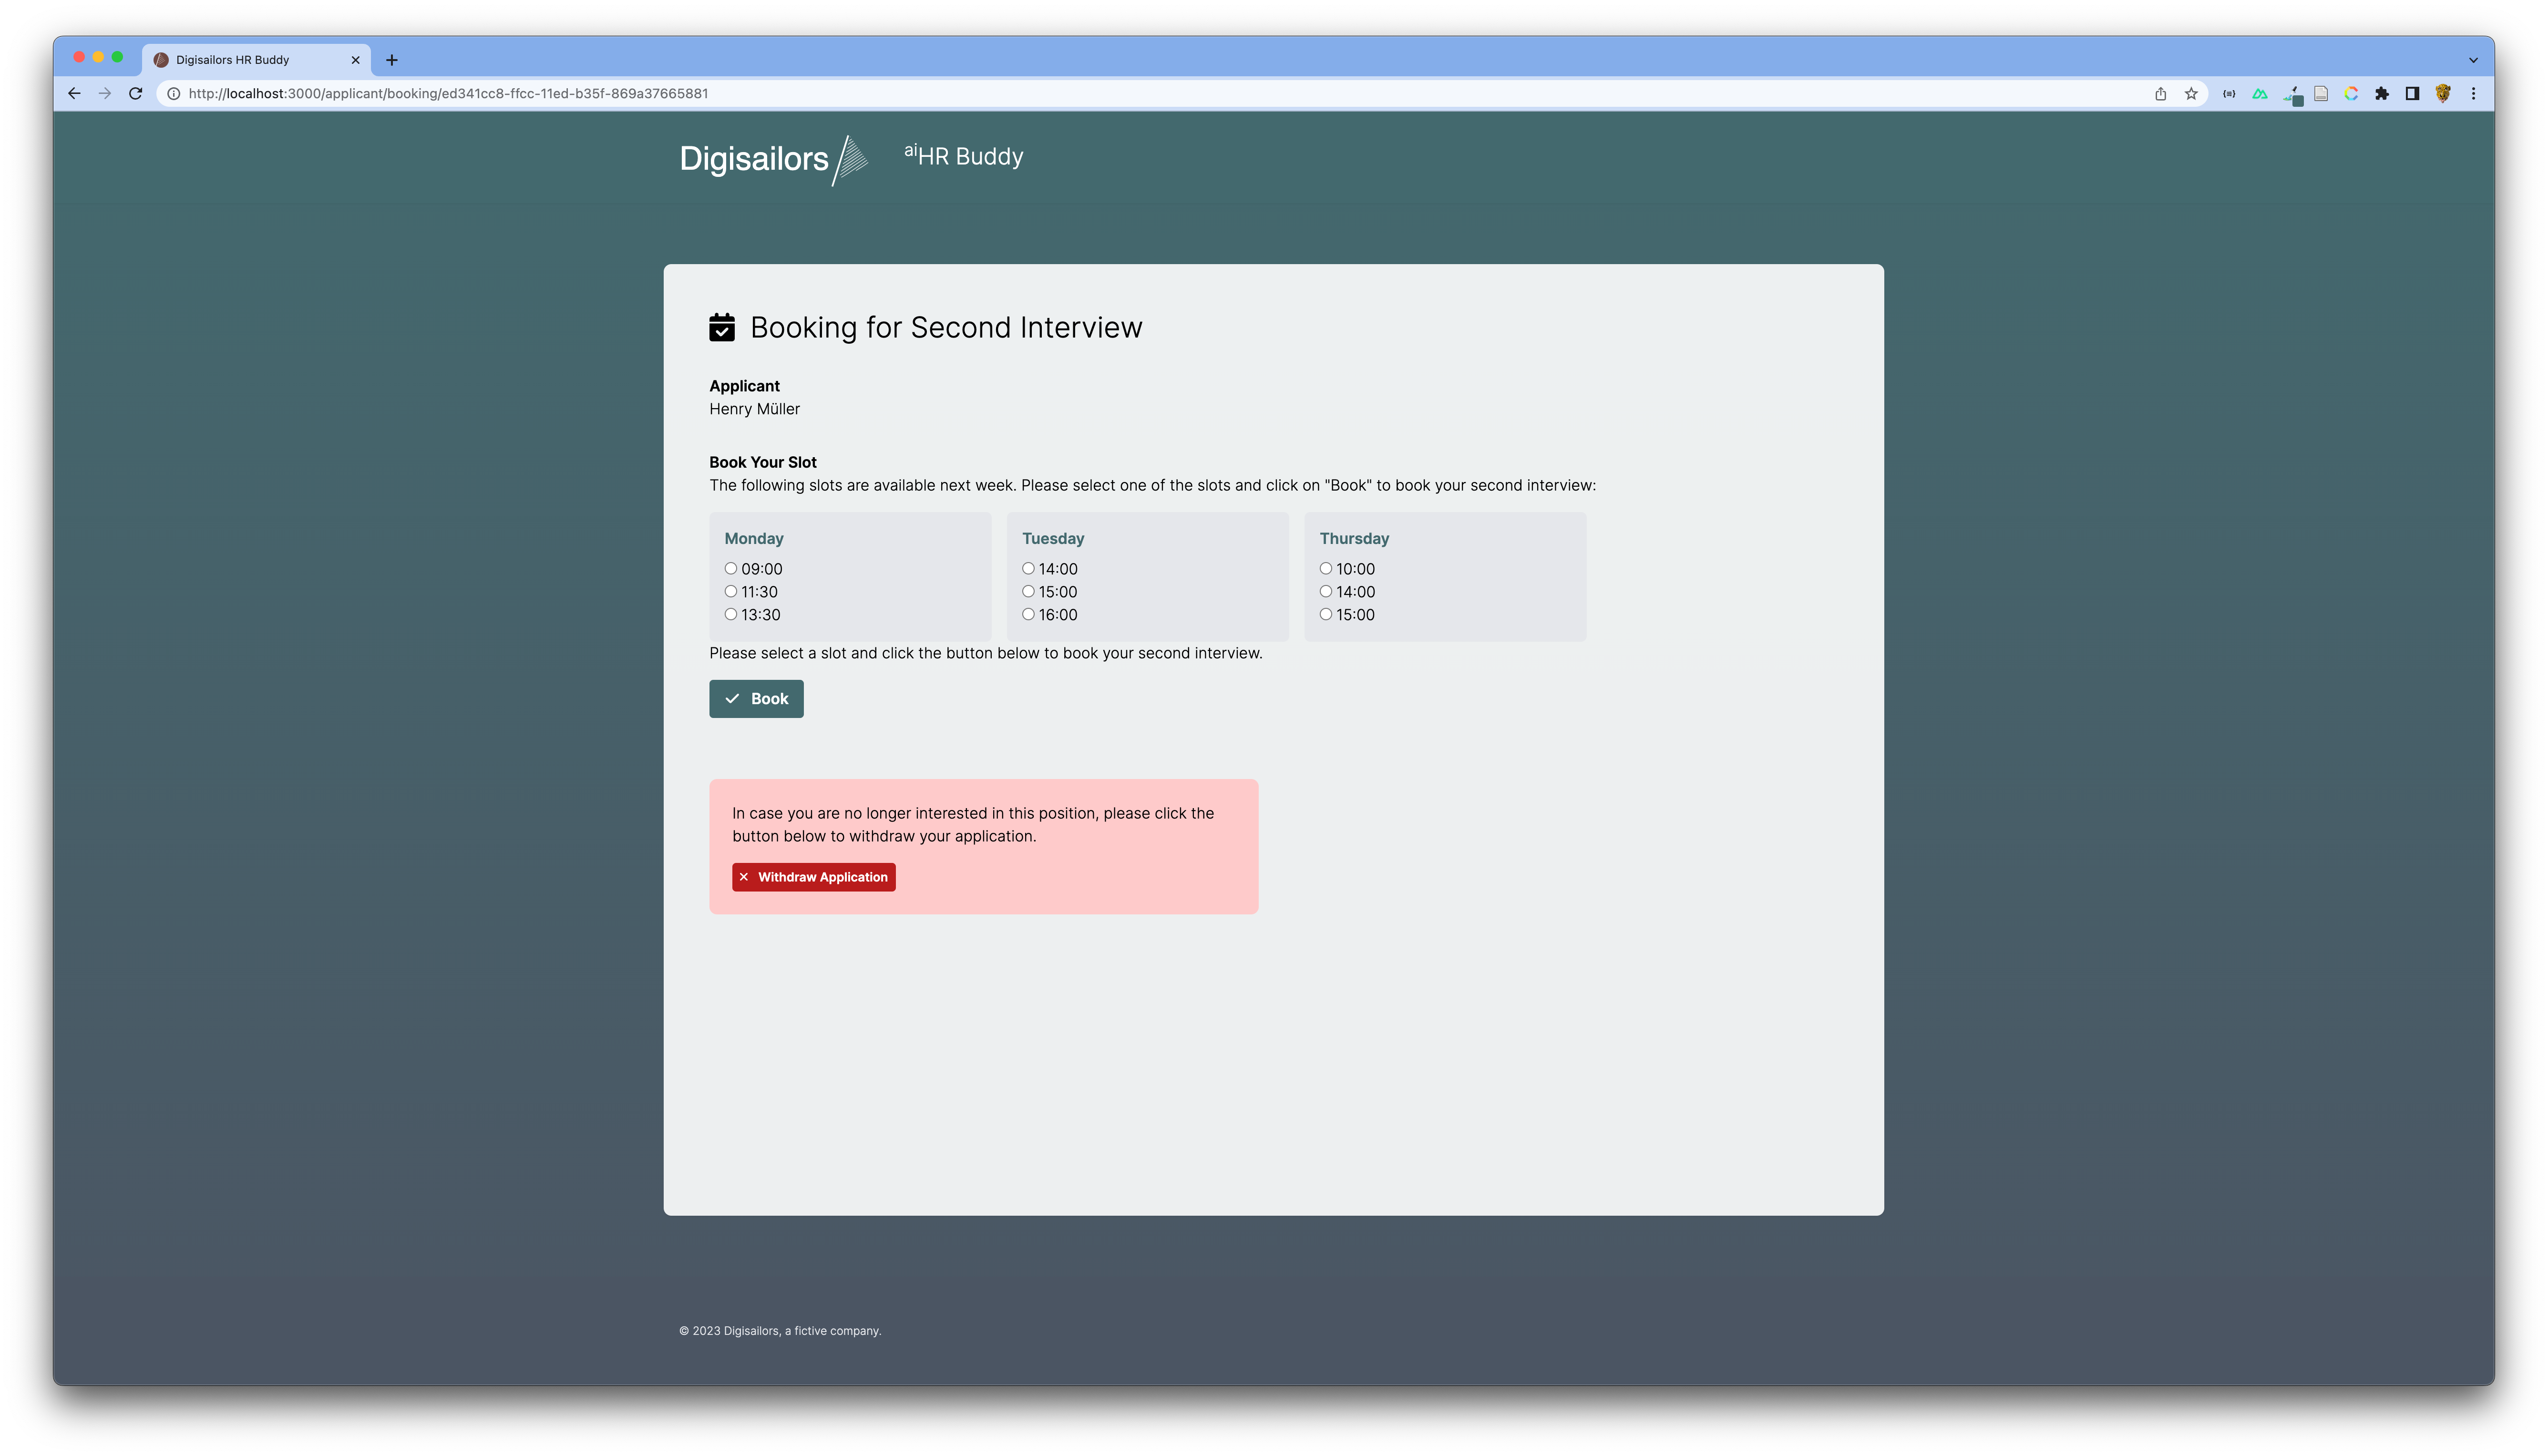 Digisailors HR Buddy
http://localhost:3000/applicant/booking/ed341cc8-ffcc-11ed-b35f-869a37665881
Digisailors
aiHR Buddy
Booking for Second Interview
Applicant
Henry Müller
Book Your Slot
The following slots are available next week. Please select one of the slots and click on "Book" to book your second interview:
Monday
09:00
11:30
13:30
Tuesday
14:00
15:00
16:00
Thursday
10:00
14:00
15:00
Please select a slot and click the button below to book your second interview.
Book
In case you are no longer interested in this position, please click the
button below to withdraw your application.
Withdraw Application
© 2023 Digisailors, a fictive company.